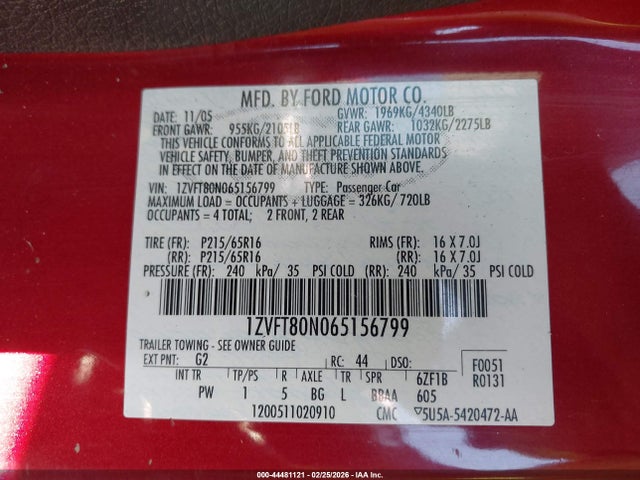 MFD. BY FORD MOTOR CO.
DATE: 11/05 GVWR: 1969KG/4340LB
FRONT GAWR: 955KG/2105LB REAR GAWR: 1032KG/2275LB
THIS VEHICLE CONFORMS TO ALL APPLICABLE FEDERAL MOTOR
VEHICLE SAFETY, BUMPER, AND THEFT PREVENTION STANDARDS
IN EFFECT ON THE DATE OF MANUFACTURE SHOWN ABOVE.
VIN: 1ZVFT80N065156799 TYPE: Passenger Car
MAXIMUM LOAD = OCCUPANTS + LUGGAGE = 326KG/720LB
OCCUPANTS = 4 TOTAL; 2 FRONT, 2 REAR
TIRE (FR): P215/65R16 RIMS (FR): 16 X 7.0J
(RR): P215/65R16 (RR): 16 X 7.0J
PRESSURE (FR): 240 kPa/ 35 PSI COLD (RR): 240 kPa/ 35 PSI COLD
1ZVFT80N065156799
TRAILER TOWING - SEE OWNER GUIDE
EXT PNT: G2 RC: 44 DSO: F0051
R0131
INT TR TP/PS R AXLE TR SPR 6ZF1B
PW 1 5 BG L BBAA 605
1200511020910 CMC 5U5A-5420472-AA
000-44481121 - 02/25/2026 - IAA Inc.